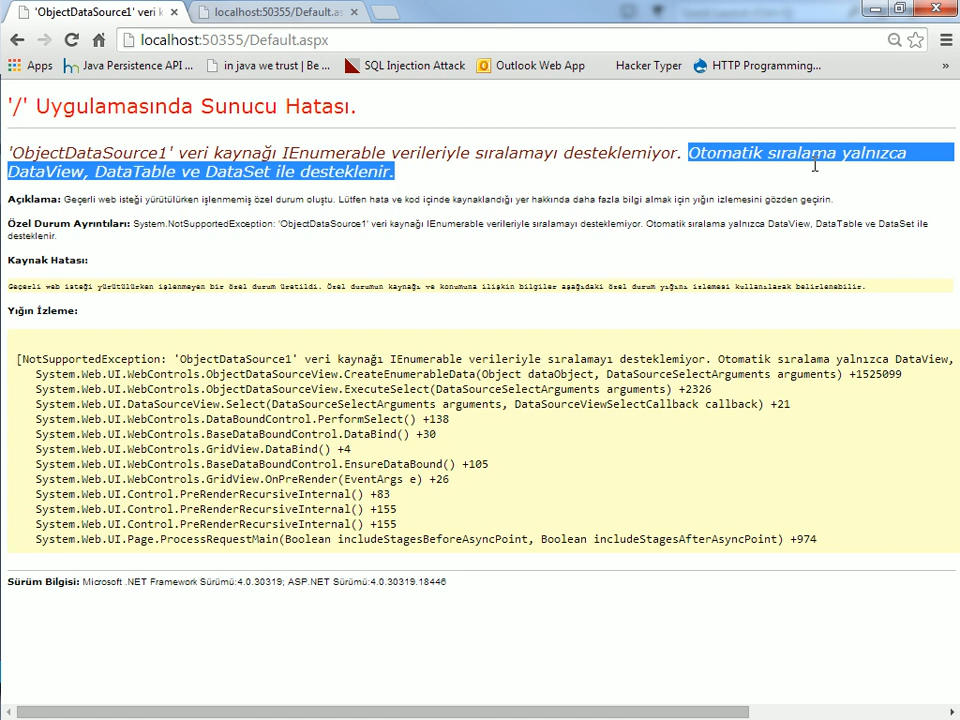 'ObjectDataSource1' veri k
localhost:50355/Default.as
localhost:50355/Default.aspx
Apps
Java Persistence API ...
in java we trust | Be ...
SQL Injection Attack
Outlook Web App
Hacker Typer
HTTP Programming...
»
'/' Uygulamasında Sunucu Hatası.
'ObjectDataSource1' veri kaynağı IEnumerable verileriyle sıralamayı desteklemiyor. Otomatik sıralama yalnızca
DataView, DataTable ve DataSet ile desteklenir.
Açıklama: Geçerli web isteği yürütülürken işlenmemiş özel durum oluştu. Lütfen hata ve kod içinde kaynaklandığı yer hakkında daha fazla bilgi almak için yığın izlemesini gözden geçirin.
Özel Durum Ayrıntıları: System.NotSupportedException: 'ObjectDataSource1' veri kaynağı IEnumerable verileriyle sıralamayı desteklemiyor. Otomatik sıralama yalnızca DataView, DataTable ve DataSet ile
desteklenir.
Kaynak Hatası:
Geçerli web isteği yürütülürken işlenmeyen bir özel durum üretildi. Özel durumun kaynağı ve konumuna ilişkin bilgiler aşağıdaki özel durum yığını izlemesi kullanılarak belirlenebilir.
Yığın İzleme:
[NotSupportedException: 'ObjectDataSource1' veri kaynağı IEnumerable verileriyle sıralamayı desteklemiyor. Otomatik sıralama yalnızca DataView,
System.Web.UI.WebControls.ObjectDataSourceView.CreateEnumerableData(Object dataObject, DataSourceSelectArguments arguments) +1525099
System.Web.UI.WebControls.ObjectDataSourceView.ExecuteSelect(DataSourceSelectArguments arguments) +2326
System.Web.UI.DataSourceView.Select(DataSourceSelectArguments arguments, DataSourceViewSelectCallback callback) +21
System.Web.UI.WebControls.DataBoundControl.PerformSelect() +138
System.Web.UI.WebControls.BaseDataBoundControl.DataBind() +30
System.Web.UI.WebControls.GridView.DataBind() +4
System.Web.UI.WebControls.BaseDataBoundControl.EnsureDataBound() +105
System.Web.UI.WebControls.GridView.OnPreRender(EventArgs e) +26
System.Web.UI.Control.PreRenderRecursiveInternal() +83
System.Web.UI.Control.PreRenderRecursiveInternal() +155
System.Web.UI.Control.PreRenderRecursiveInternal() +155
System.Web.UI.Page.ProcessRequestMain(Boolean includeStagesBeforeAsyncPoint, Boolean includeStagesAfterAsyncPoint) +974
Sürüm Bilgisi: Microsoft .NET Framework Sürümü:4.0.30319; ASP.NET Sürümü:4.0.30319.18446